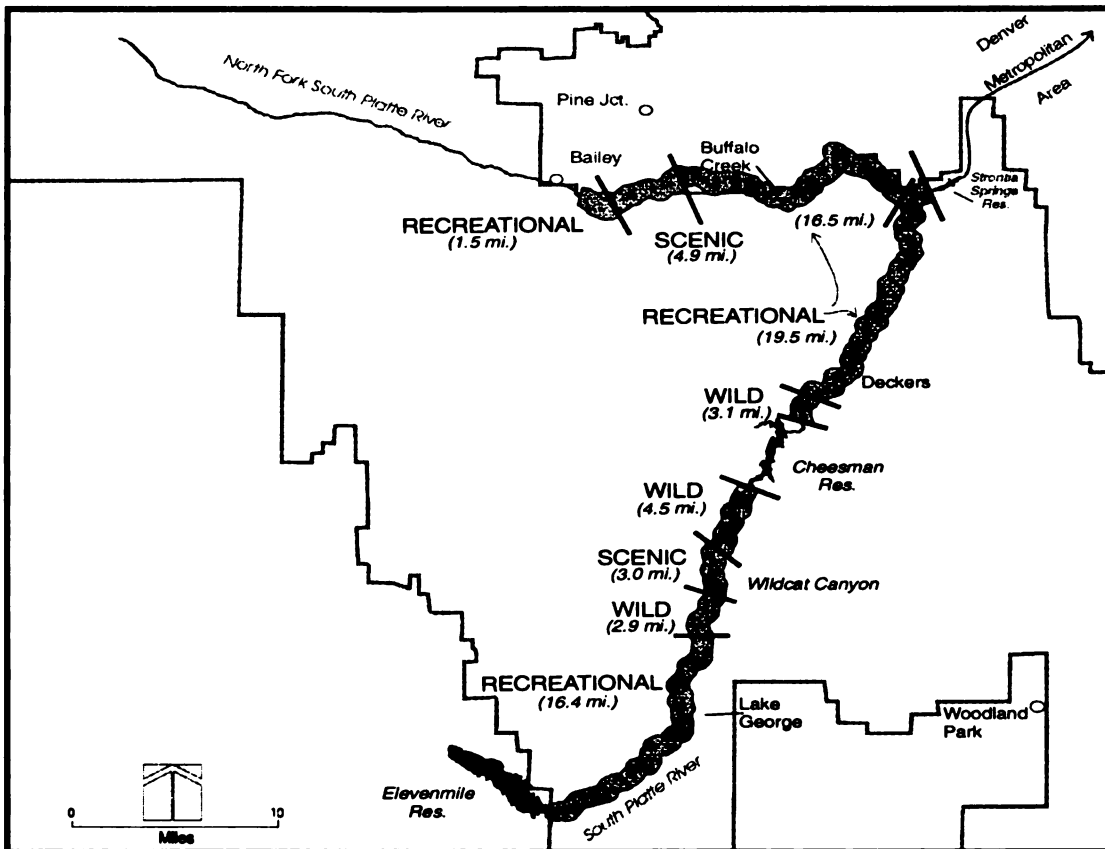 Denver
Metropolitan
Area
North Fork South Platte River
Pine Jct.
Bailey
Buffalo
Creek
Strontia
Springs
Res.
RECREATIONAL
(1.5 mi.)
SCENIC
(4.9 mi.)
(16.5 mi.)
RECREATIONAL
(19.5 mi.)
Deckers
WILD
(3.1 mi.)
Cheesman
Res.
WILD
(4.5 mi.)
SCENIC
(3.0 mi.)
Wildcat Canyon
WILD
(2.9 mi.)
RECREATIONAL
(16.4 mi.)
Lake
George
Woodland
Park
Elevenmile
Res.
South Platte River
0 10
Miles